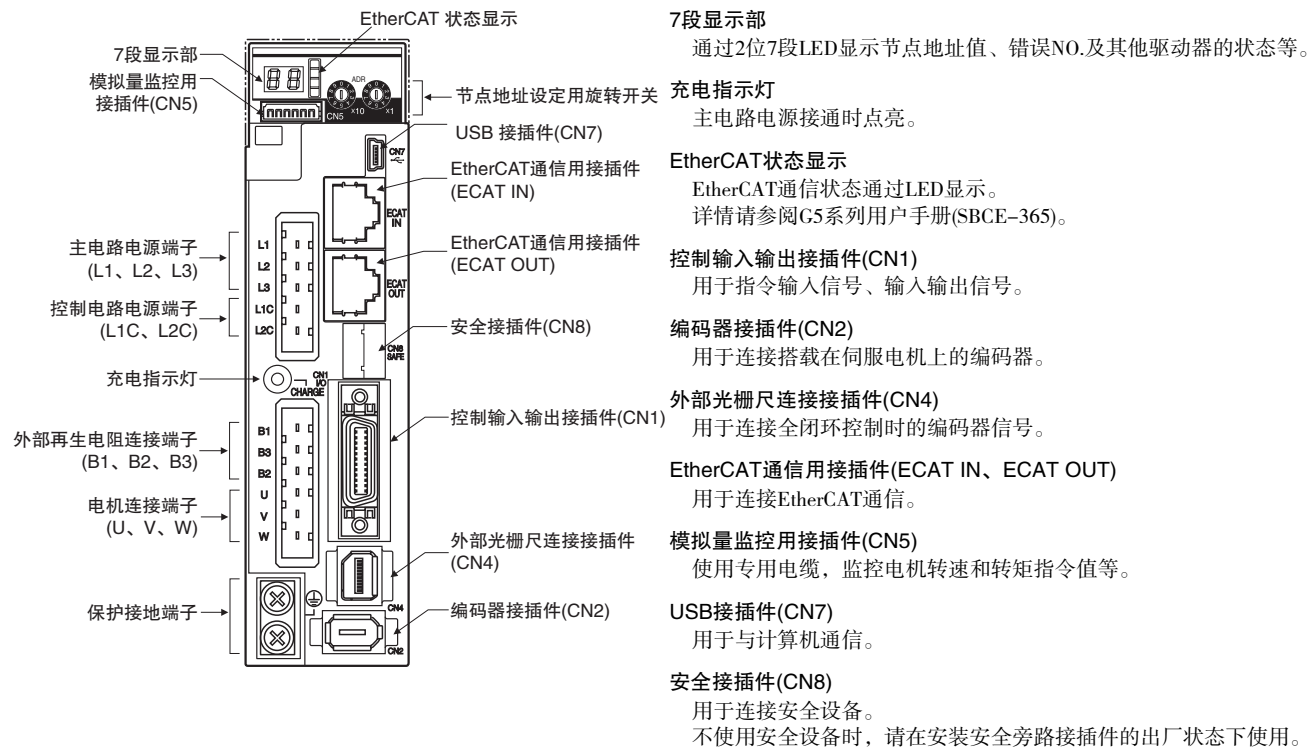 EtherCAT 状态显示
7段显示部
模拟量监控用
接插件(CN5)
主电路电源端子
(L1、L2、L3)
控制电路电源端子
(L1C、L2C)
充电指示灯
外部再生电阻连接端子
(B1、B2、B3)
电机连接端子
(U、V、W)
保护接地端子
ADR
CN5
x10
x1
CN7
ECAT
IN
L1
L2
L3
L1C
L2C
ECAT
OUT
CN8
SAFE
CN1
I/O
CHARGE
B1
B3
B2
U
V
W
CN4
CN2
节点地址设定用旋转开关
USB 接插件(CN7)
EtherCAT通信用接插件
(ECAT IN)
EtherCAT通信用接插件
(ECAT OUT)
安全接插件(CN8)
控制输入输出接插件(CN1)
外部光栅尺连接接插件
(CN4)
编码器接插件(CN2)
7段显示部
通过2位7段LED显示节点地址值、错误NO.及其他驱动器的状态等。
充电指示灯
主电路电源接通时点亮。
EtherCAT状态显示
EtherCAT通信状态通过LED显示。
详情请参阅G5系列用户手册(SBCE-365)。
控制输入输出接插件(CN1)
用于指令输入信号、输入输出信号。
编码器接插件(CN2)
用于连接搭载在伺服电机上的编码器。
外部光栅尺连接接插件(CN4)
用于连接全闭环控制时的编码器信号。
EtherCAT通信用接插件(ECAT IN、ECAT OUT)
用于连接EtherCAT通信。
模拟量监控用接插件(CN5)
使用专用电缆，监控电机转速和转矩指令值等。
USB接插件(CN7)
用于与计算机通信。
安全接插件(CN8)
用于连接安全设备。
不使用安全设备时，请在安装安全旁路接插件的出厂状态下使用。